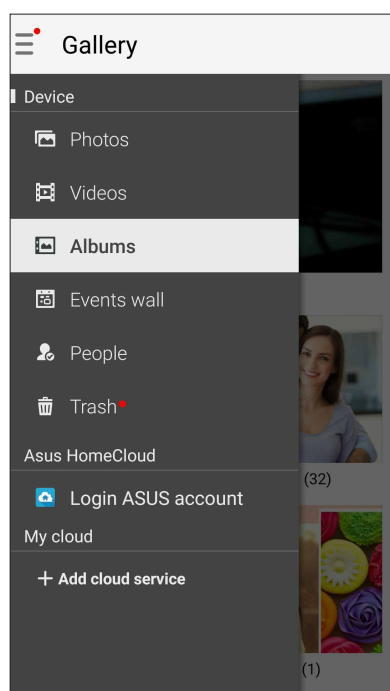 Gallery
Device
Photos
Videos
Albums
Events wall
People
Trash
Asus HomeCloud
(32)
Login ASUS account
My cloud
+ Add cloud service
(1)